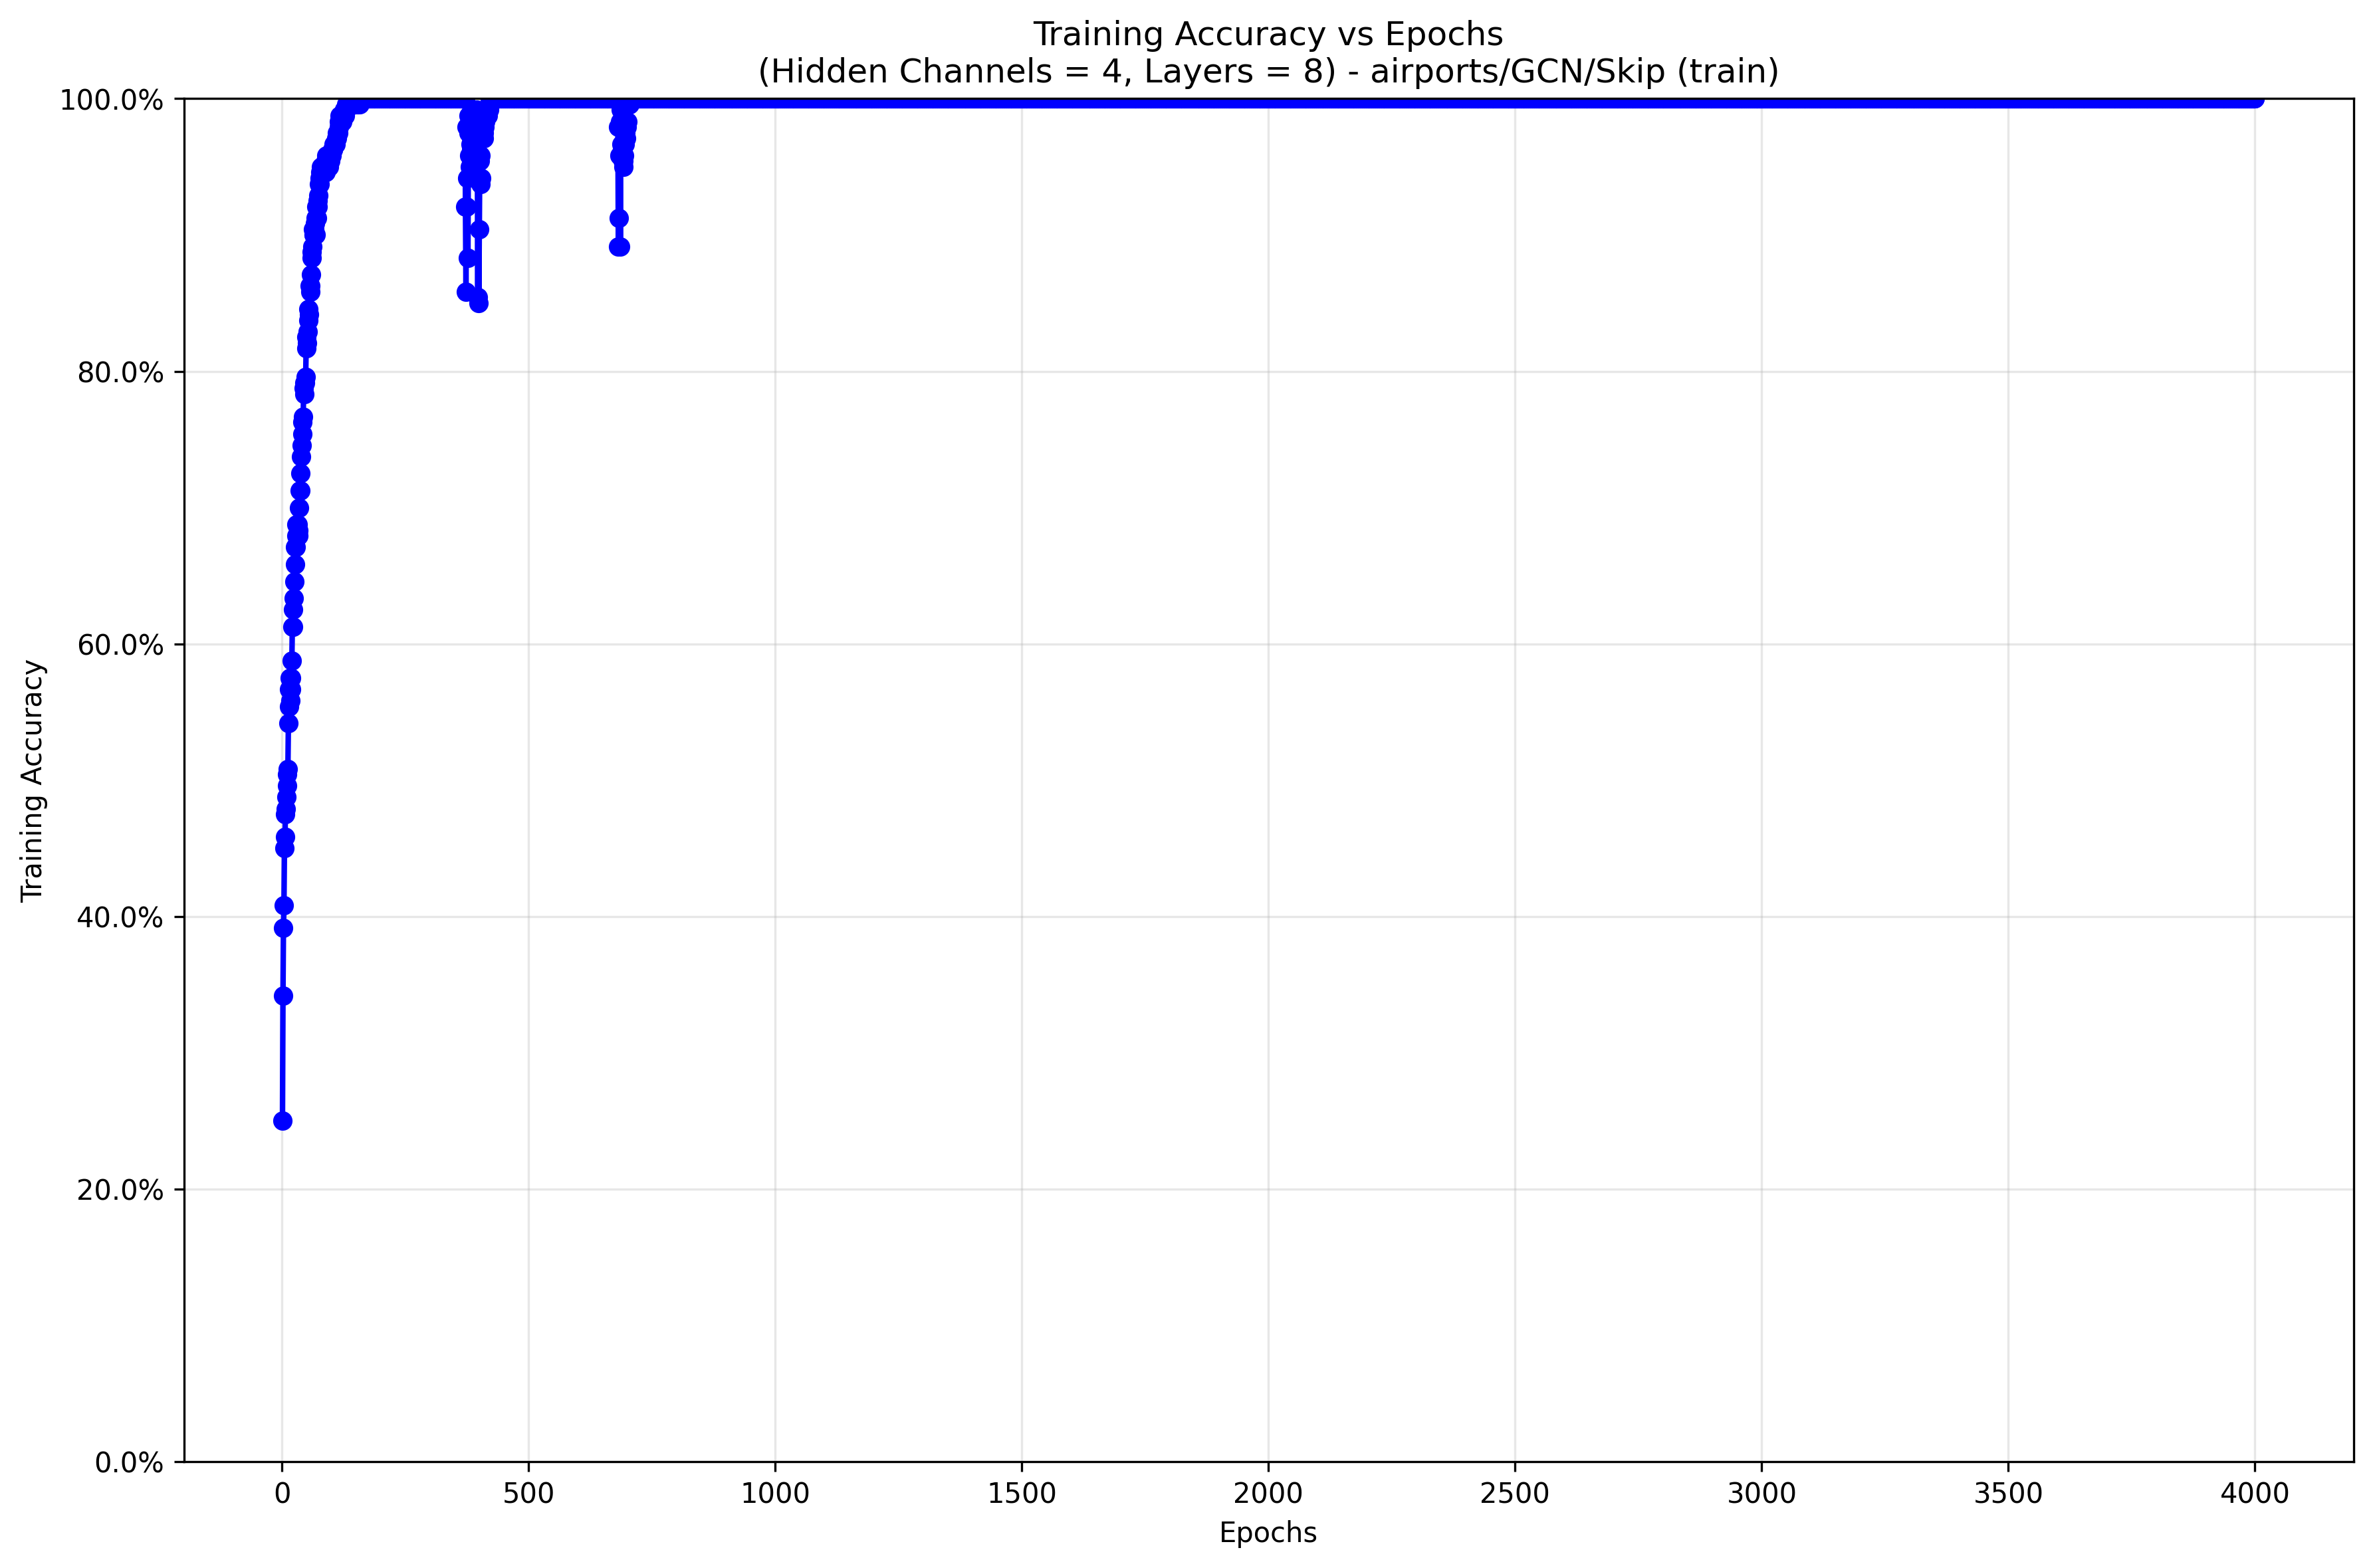 Training Accuracy vs Epochs
(Hidden Channels = 4, Layers = 8) - airports/GCN/Skip (train)
100.0%
80.0%
60.0%
40.0%
20.0%
0.0%
Training Accuracy
0 500 1000 1500 2000 2500 3000 3500 4000
Epochs